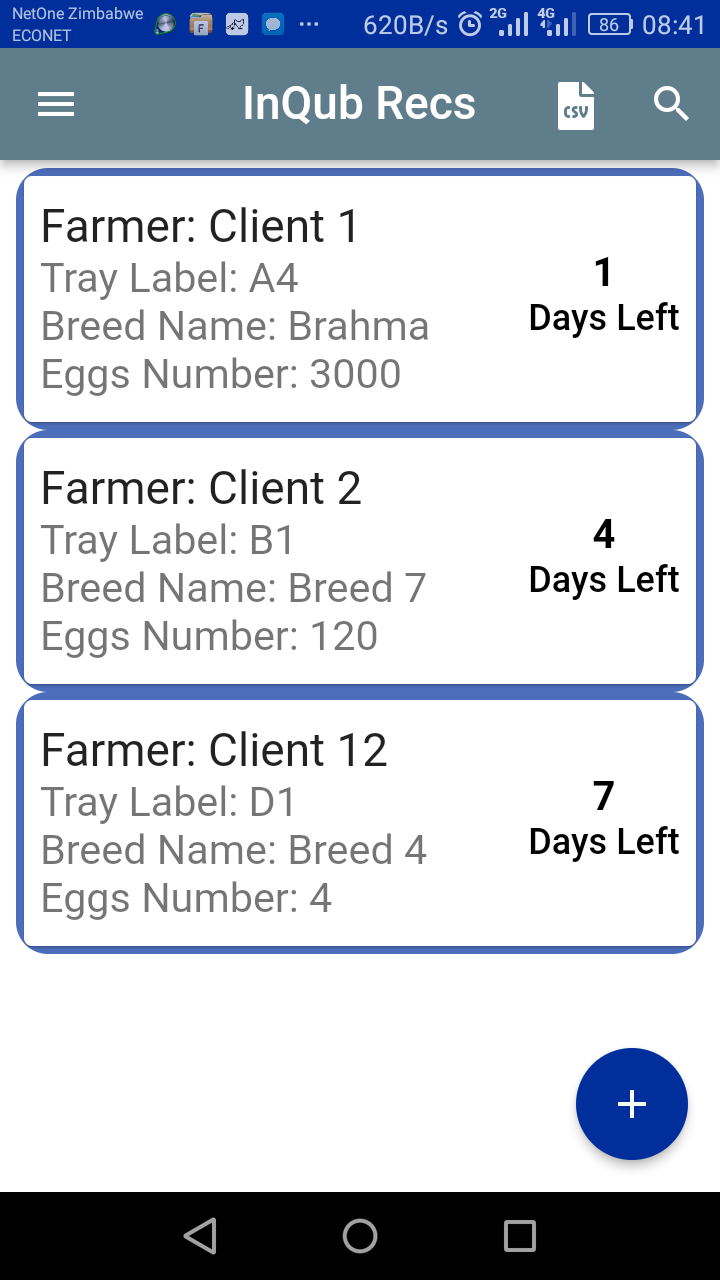 NetOne Zimbabwe
ECONET
620B/s 2G 4G 86 08:41
InQub Recs
CSV
Farmer: Client 1
Tray Label: A4
Breed Name: Brahma
Eggs Number: 3000
1
Days Left
Farmer: Client 2
Tray Label: B1
Breed Name: Breed 7
Eggs Number: 120
4
Days Left
Farmer: Client 12
Tray Label: D1
Breed Name: Breed 4
Eggs Number: 4
7
Days Left